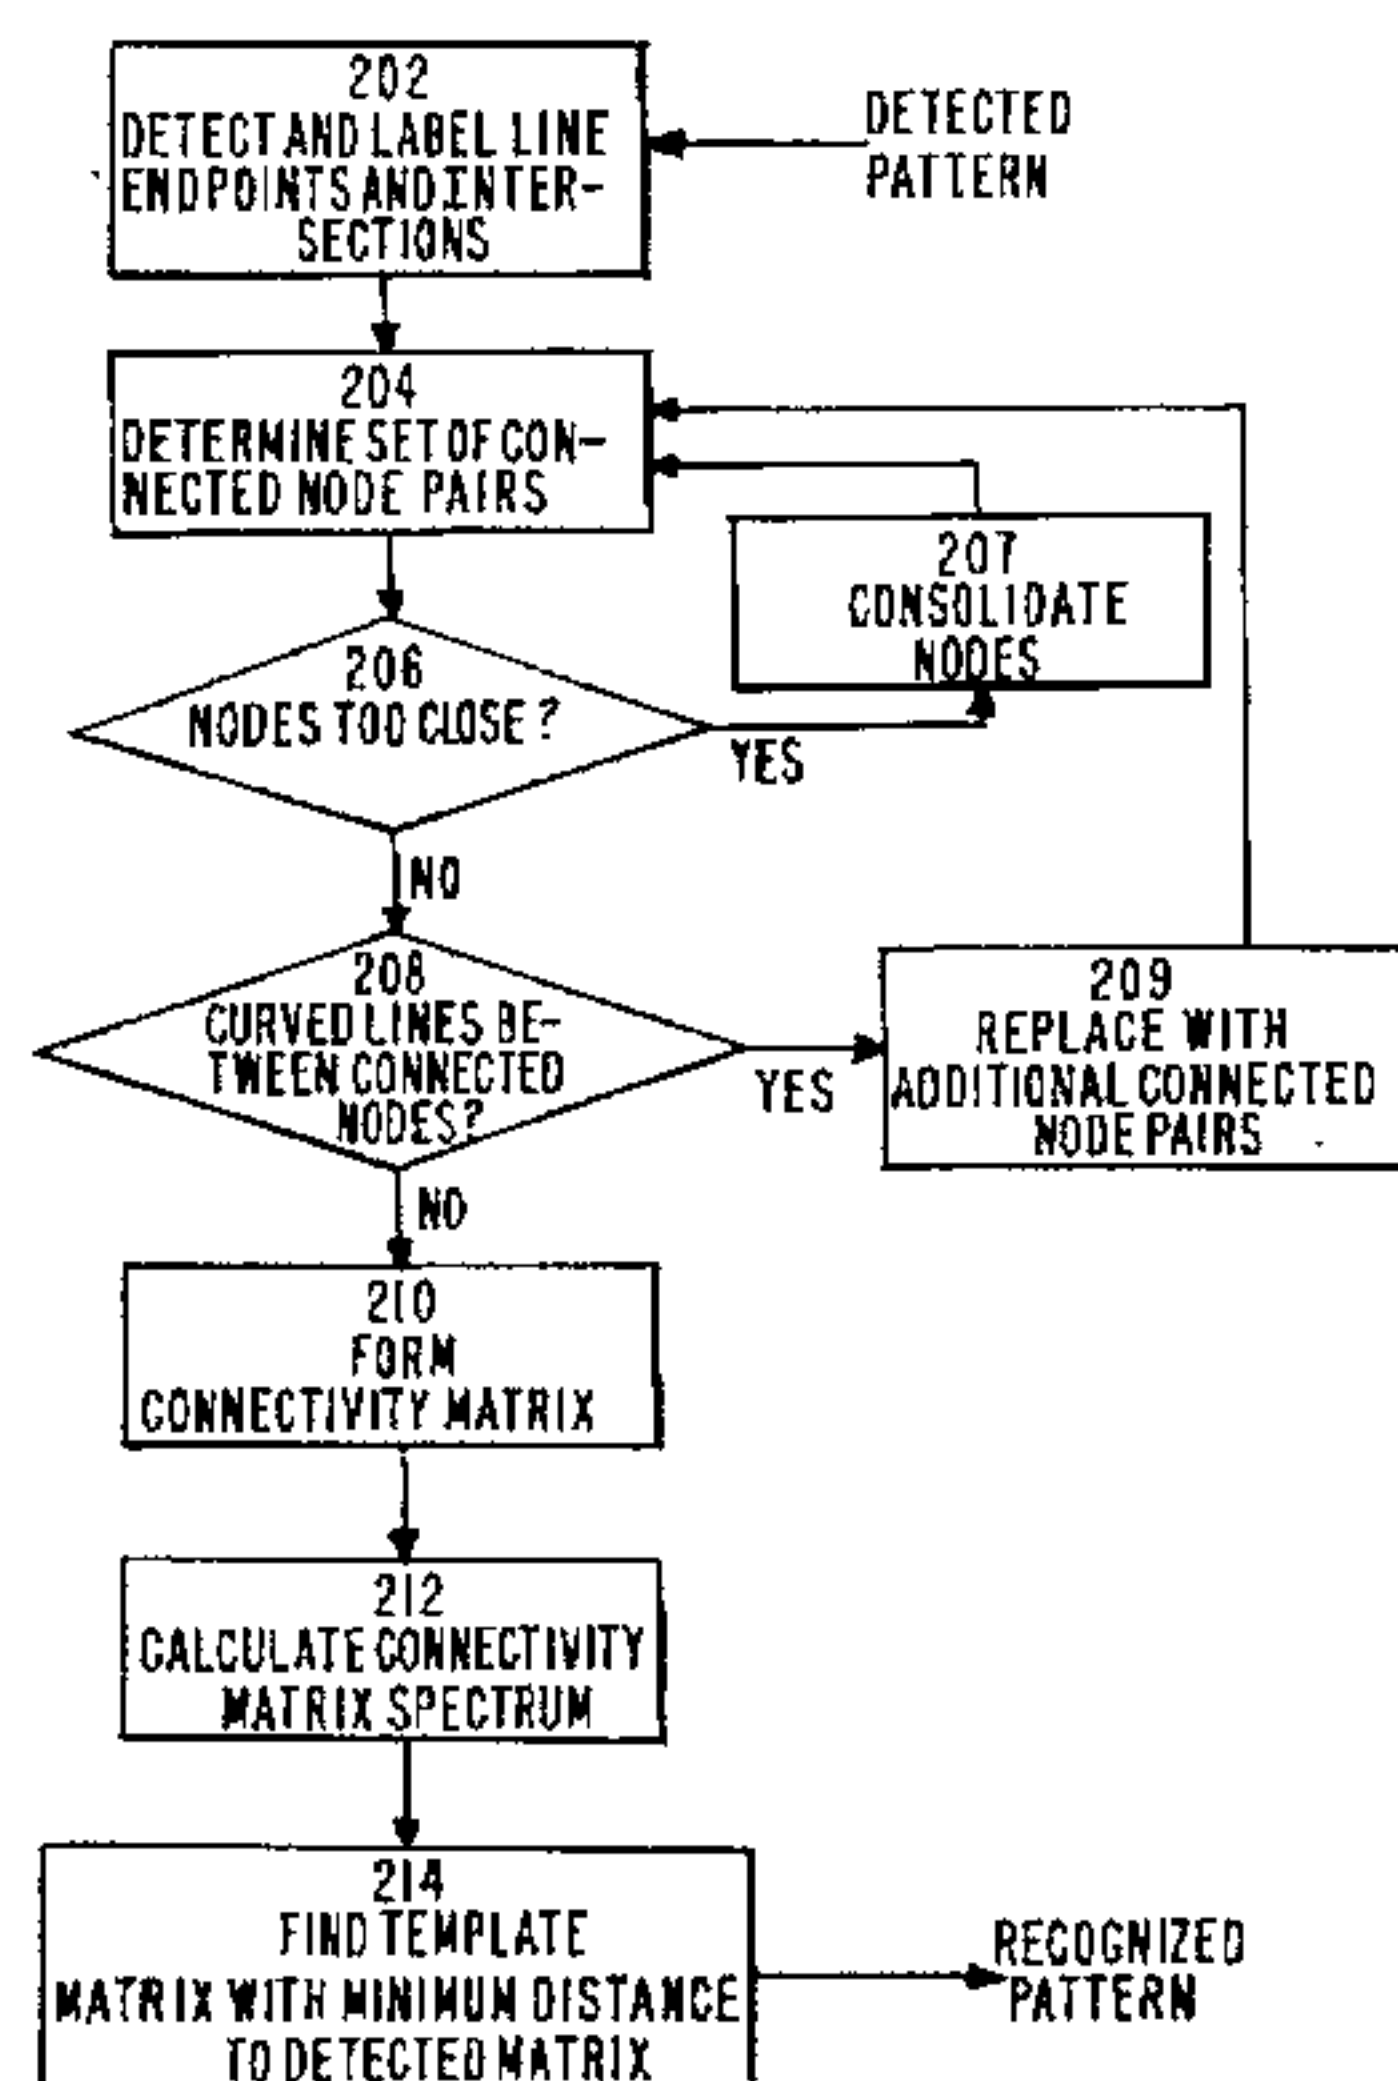 202
DETECT AND LABEL LINE
ENDPOINTS AND INTER-
SECTIONS
DETECTED
PATTERN
204
DETERMINE SET OF CON-
NECTED NODE PAIRS
207
CONSOLIDATE
NODES
206
NODES TOO CLOSE ?
YES
NO
208
CURVED LINES BE-
TWEEN CONNECTED
NODES?
YES
209
REPLACE WITH
ADDITIONAL CONNECTED
NODE PAIRS
NO
210
FORM
CONNECTIVITY MATRIX
212
CALCULATE CONNECTIVITY
MATRIX SPECTRUM
214
FIND TEMPLATE
MATRIX WITH MINIMUM DISTANCE
TO DETECTED MATRIX
RECOGNIZED
PATTERN